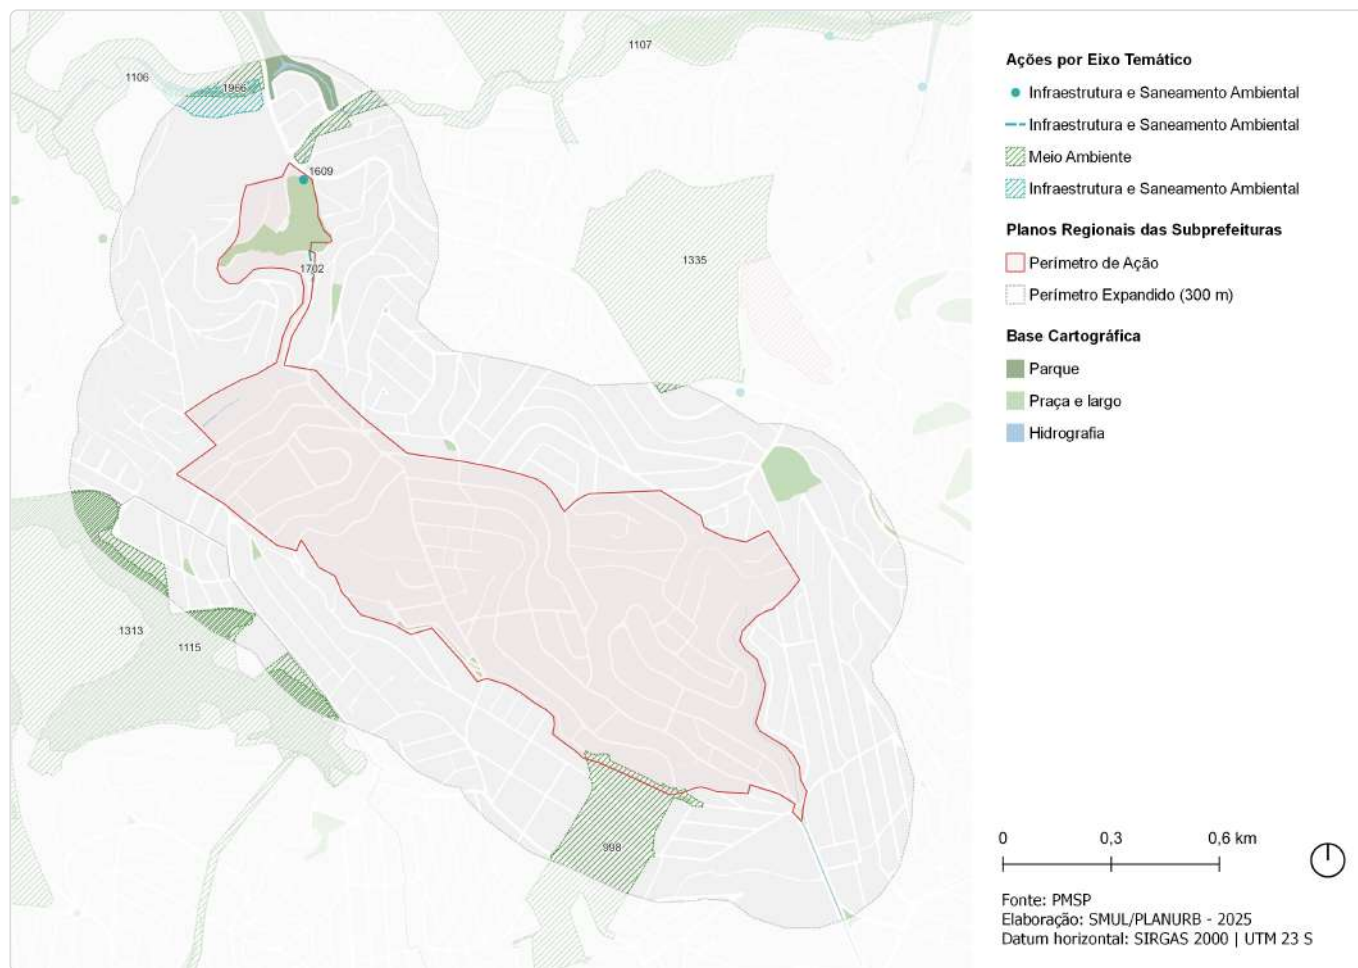 1107
1106
1966
1609
1335
1702
1313
1115
998
Ações por Eixo Temático
Infraestrutura e Saneamento Ambiental
Infraestrutura e Saneamento Ambiental
Meio Ambiente
Infraestrutura e Saneamento Ambiental
Planos Regionais das Subprefeituras
Perímetro de Ação
Perímetro Expandido (300 m)
Base Cartográfica
Parque
Praça e largo
Hidrografia
0 0,3 0,6 km
Fonte: PMSP
Elaboração: SMUL/PLANURB - 2025
Datum horizontal: SIRGAS 2000 | UTM 23 S